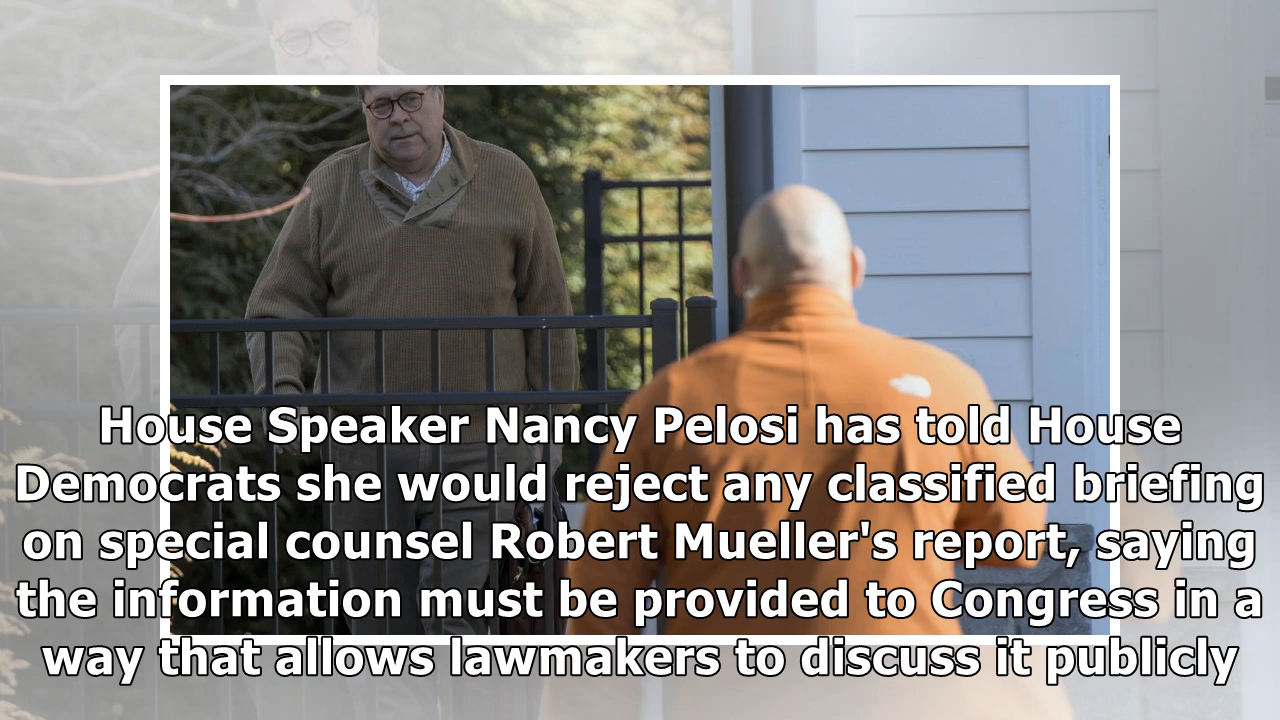 House Speaker Nancy Pelosi has told House
Democrats she would reject any classified briefing
on special counsel Robert Mueller's report, saying
the information must be provided to Congress in a
way that allows lawmakers to discuss it publicly